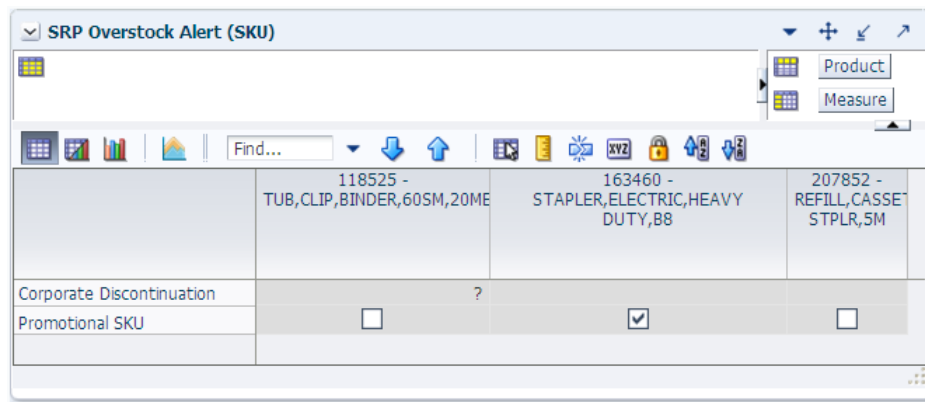 SRP Overstock Alert (SKU)
Product
Measure
Find...
XYZ
A
Z
Z
A
118525 -
TUB,CLIP,BINDER,60SM,20ME
163460 -
STAPLER,ELECTRIC,HEAVY
DUTY,B8
207852 -
REFILL,CASSET
STPLR,5M
Corporate Discontinuation ?
Promotional SKU